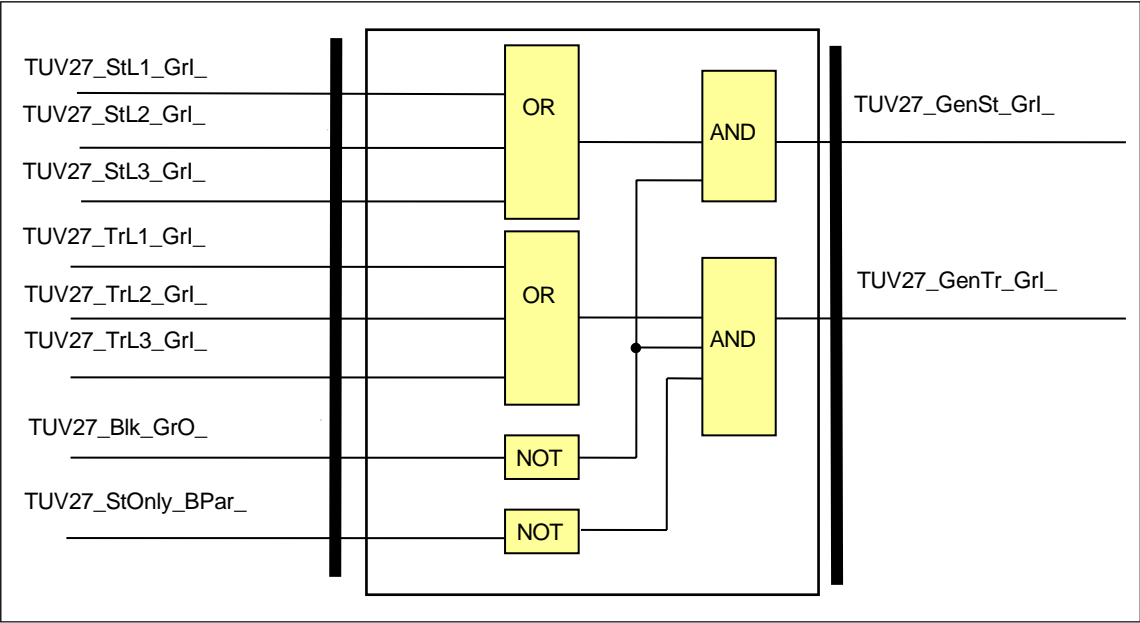 TUV27_StL1_GrI_
TUV27_StL2_GrI_
TUV27_StL3_GrI_
TUV27_TrL1_GrI_
TUV27_TrL2_GrI_
TUV27_TrL3_GrI_
TUV27_Blk_GrO_
TUV27_StOnly_BPar_
OR
OR
NOT
NOT
AND
AND
TUV27_GenSt_GrI_
TUV27_GenTr_GrI_